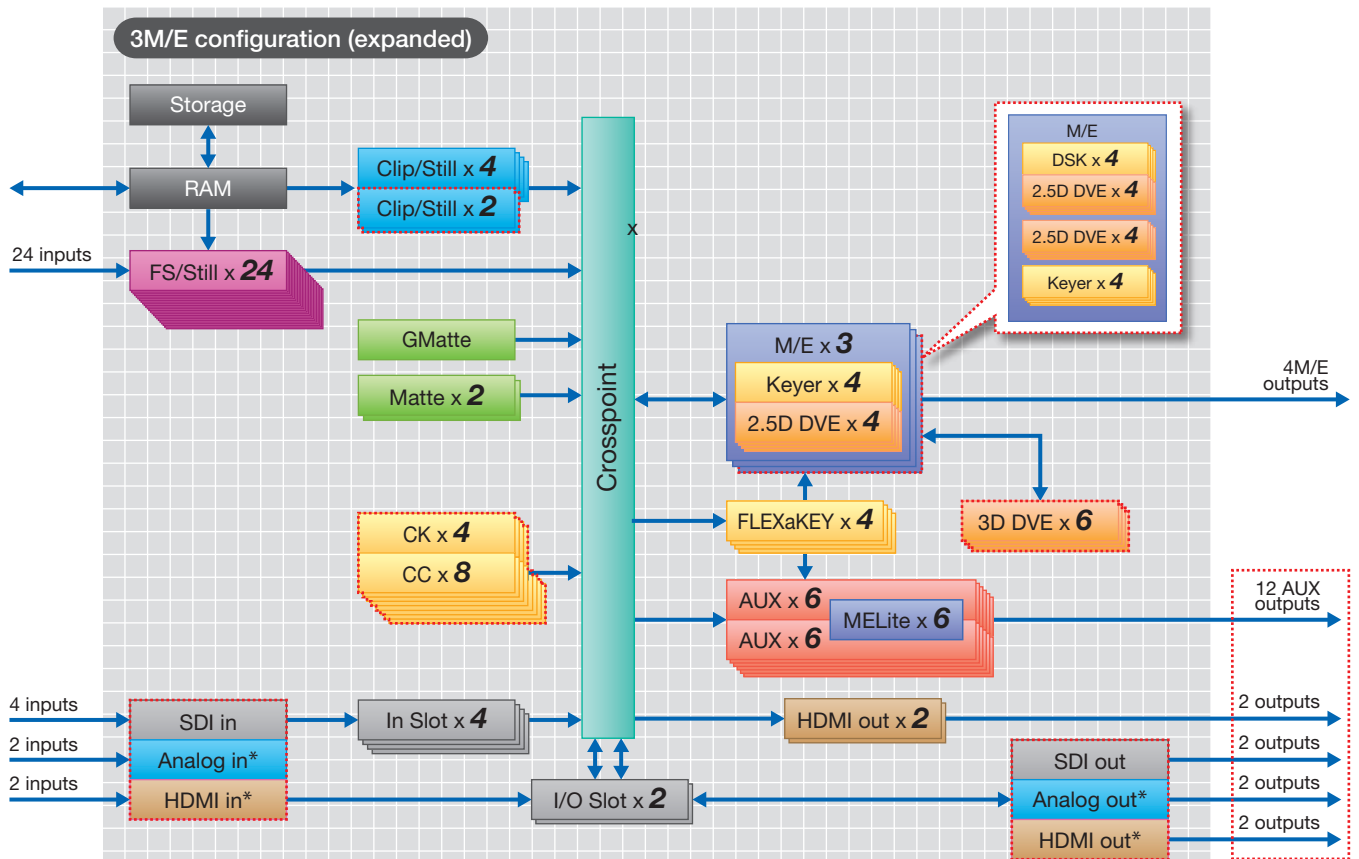 3M/E configuration (expanded)
Storage
RAM
Clip/Still x 4
Clip/Still x 2
24 inputs
FS/Still x 24
GMatte
Matte x 2
CK x 4
CC x 8
Crosspoint
x
M/E
DSK x 4
2.5D DVE x 4
2.5D DVE x 4
Keyer x 4
M/E x 3
Keyer x 4
2.5D DVE x 4
4M/E
outputs
FLEXaKEY x 4
3D DVE x 6
AUX x 6
MELite x 6
AUX x 6
12 AUX
outputs
4 inputs
SDI in
In Slot x 4
HDMI out x 2
2 outputs
2 inputs
Analog in*
SDI out
2 outputs
2 inputs
HDMI in*
I/O Slot x 2
Analog out*
2 outputs
HDMI out*
2 outputs